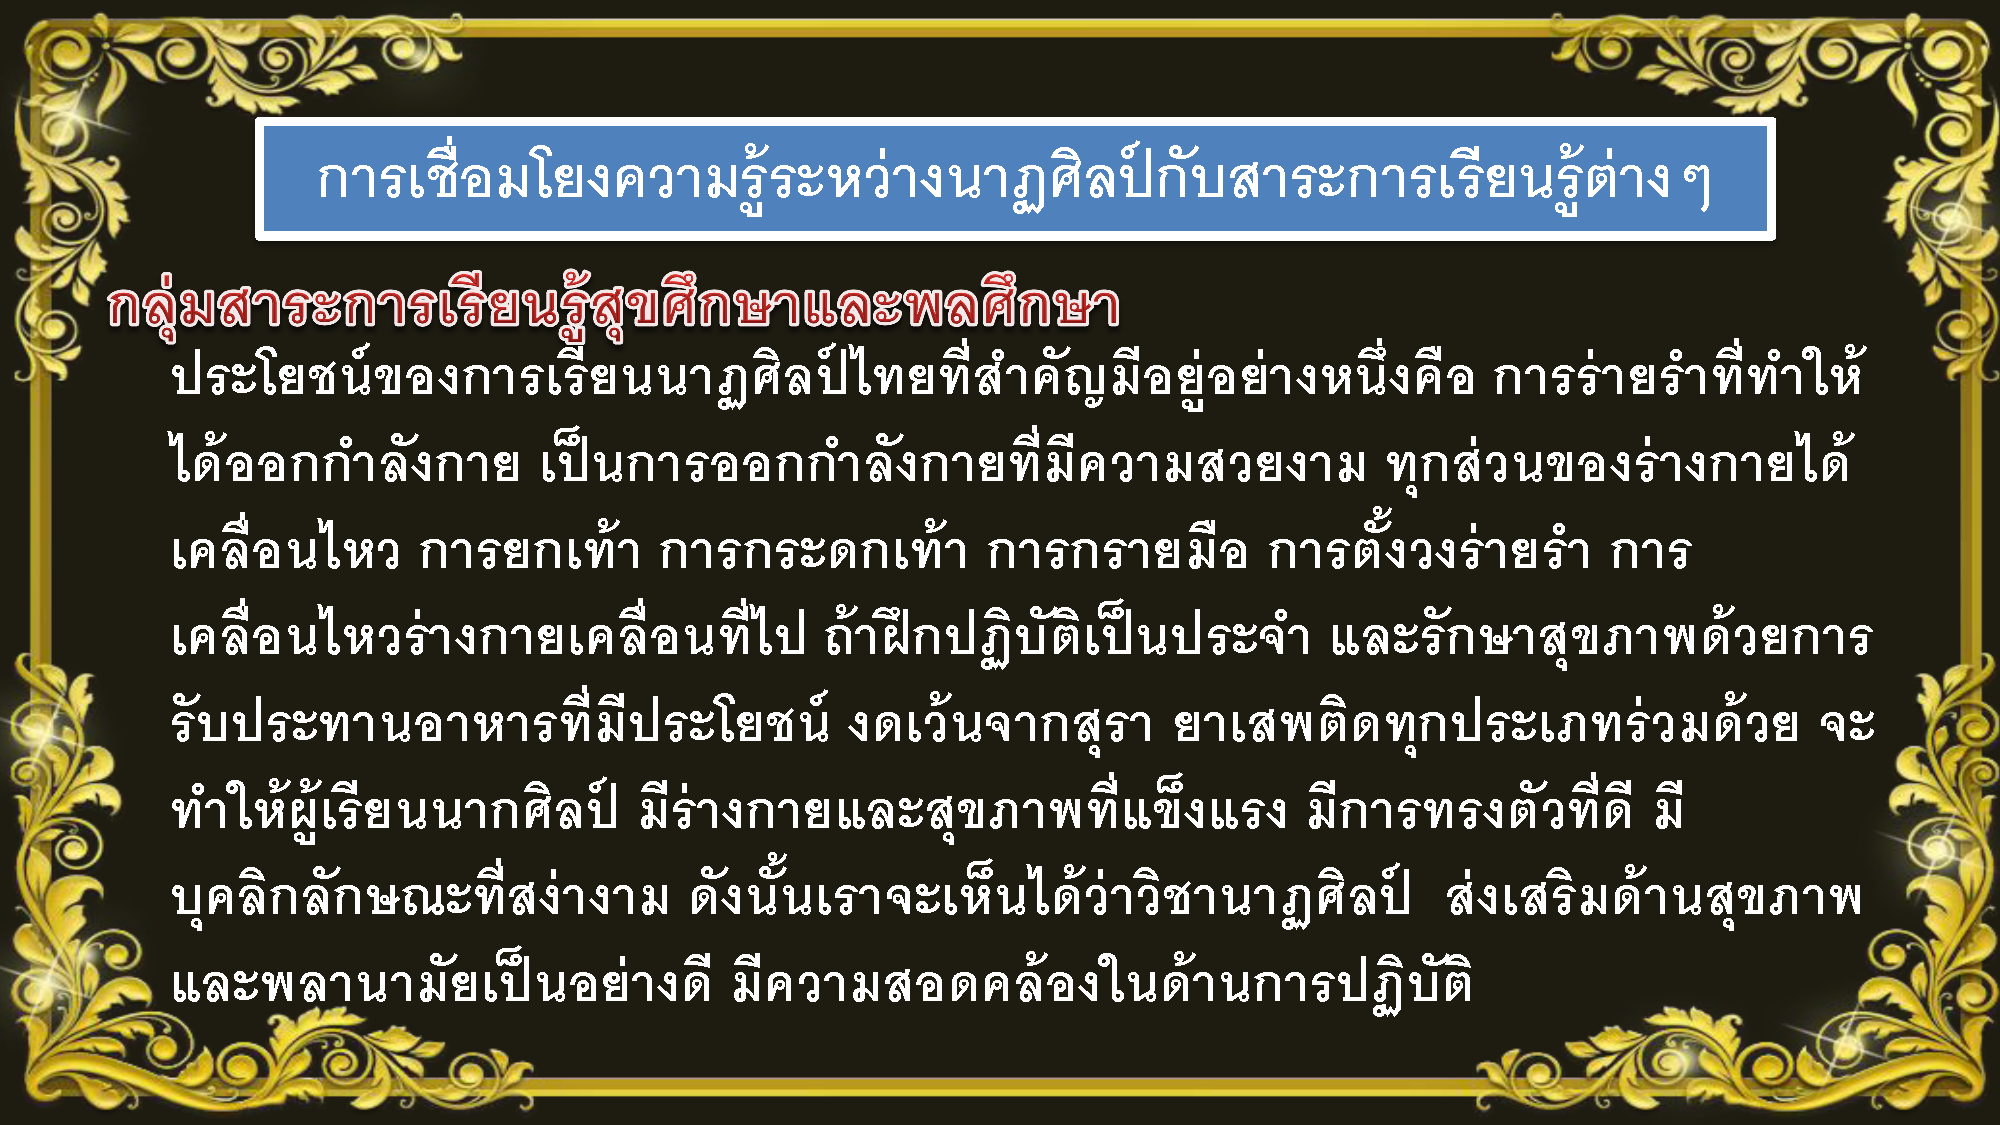 การเชื่อมโยงความรู้ระหว่างนาฏศิลป์กับสาระการเรียนรู้ต่าง ๆ
กลุ่มสาระการเรียนรู้สุขศึกษาและพลศึกษา
ประโยชน์ของการเรียนนาฏศิลป์ไทยที่สำคัญมีอยู่อย่างหนึ่งคือ การร่ายรำที่ทำให้
ได้ออกกำลังกาย เป็นการออกกำลังกายที่มีความสวยงาม ทุกส่วนของร่างกายได้
เคลื่อนไหว การยกเท้า การกระดกเท้า การกรายมือ การตั้งวงร่ายรำ การ
เคลื่อนไหวร่างกายเคลื่อนที่ไป ถ้าฝึกปฏิบัติเป็นประจำ และรักษาสุขภาพด้วยการ
รับประทานอาหารที่มีประโยชน์ งดเว้นจากสุรา ยาเสพติดทุกประเภทร่วมด้วย จะ
ทำให้ผู้เรียนนากศิลป์ มีร่างกายและสุขภาพที่แข็งแรง มีการทรงตัวที่ดี มี
บุคลิกลักษณะที่สง่างาม ดังนั้นเราจะเห็นได้ว่าวิชานาฏศิลป์ ส่งเสริมด้านสุขภาพ
และพลานามัยเป็นอย่างดี มีความสอดคล้องในด้านการปฏิบัติ